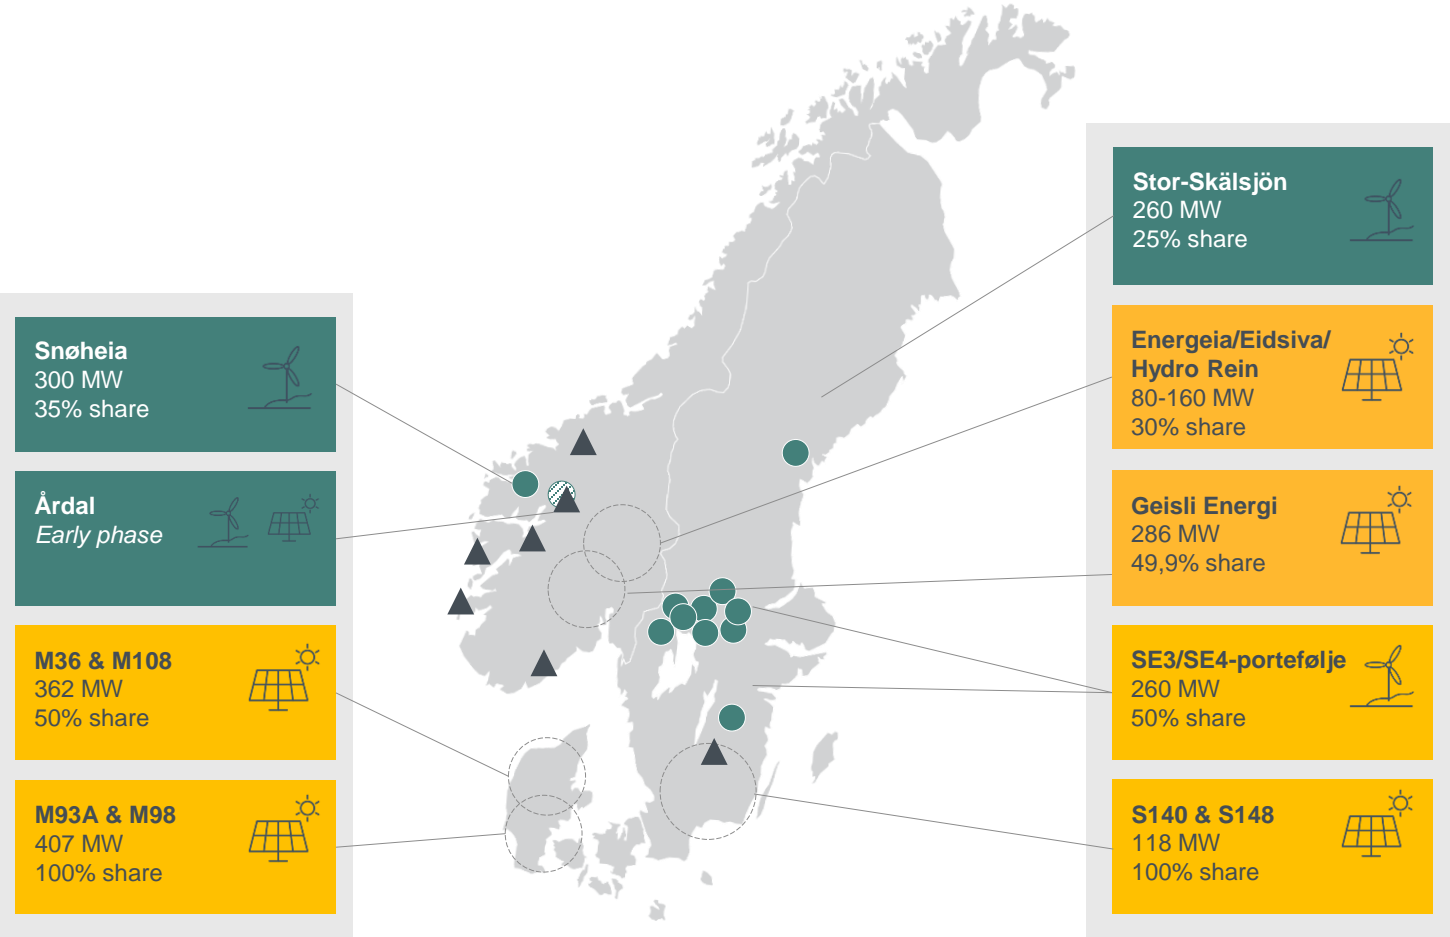 Snøheia
300 MW
35% share
Årdal
Early phase
M36 & M108
362 MW
50% share
M93A & M98
407 MW
100% share
Stor-Skälsjön
260 MW
25% share
Energeia/Eidsiva/
Hydro Rein
80-160 MW
30% share
Geisli Energi
286 MW
49,9% share
SE3/SE4-portefølje
260 MW
50% share
S140 & S148
118 MW
100% share